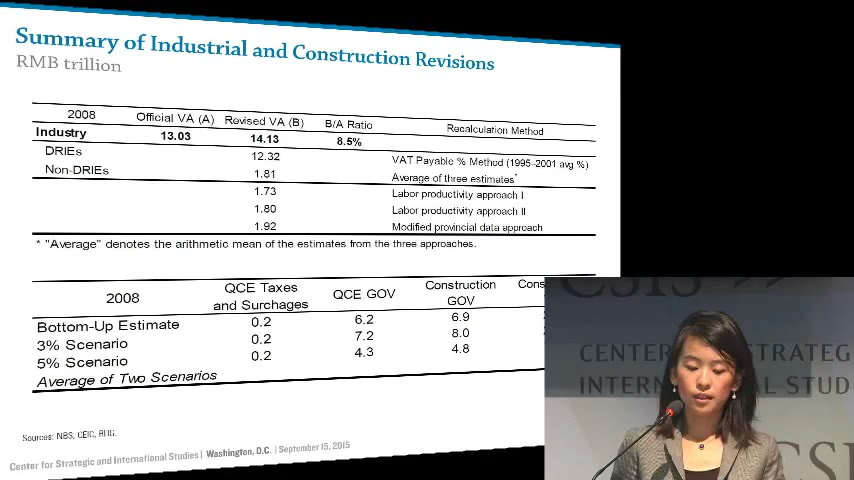 Summary of Industrial and Construction Revisions
RMB trillion
2008 Official VA (A) Revised VA (B) B/A Ratio Recalculation Method
Industry 13.03 14.13 8.5%
DRIEs 12.32 VAT Payable % Method (1995-2001 avg %)
Non-DRIEs 1.81 Average of three estimates*
1.73 Labor productivity approach I
1.80 Labor productivity approach II
1.92 Modified provincial data approach
* "Average" denotes the arithmetic mean of the estimates from the three approaches.
2008 QCE Taxes and Surchages QCE GOV Construction GOV Cons
Bottom-Up Estimate 0.2 6.2 6.9
3% Scenario 0.2 7.2 8.0
5% Scenario 0.2 4.3 4.8
Average of Two Scenarios
Sources: NBS, CEIC, RHG.
Center for Strategic and International Studies | Washington, D.C. | September 15, 2015
CSIS
CENTER STRATEG
INTERN AL STUD
CS